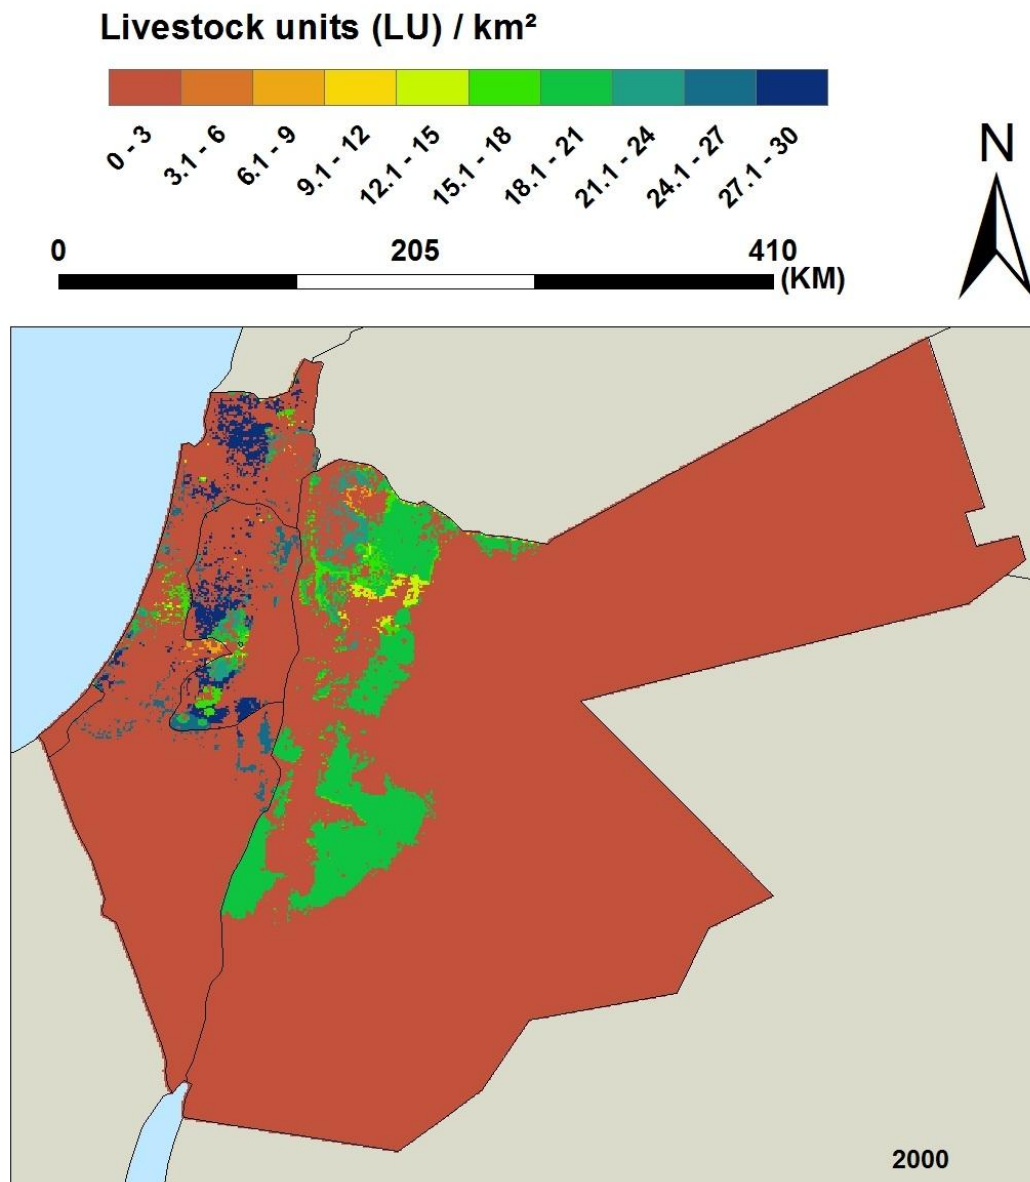 Livestock units (LU) / km²
0 - 3
3.1 - 6
6.1 - 9
9.1 - 12
12.1 - 15
15.1 - 18
18.1 - 21
21.1 - 24
24.1 - 27
27.1 - 30
N
0 205 410
(KM)
2000